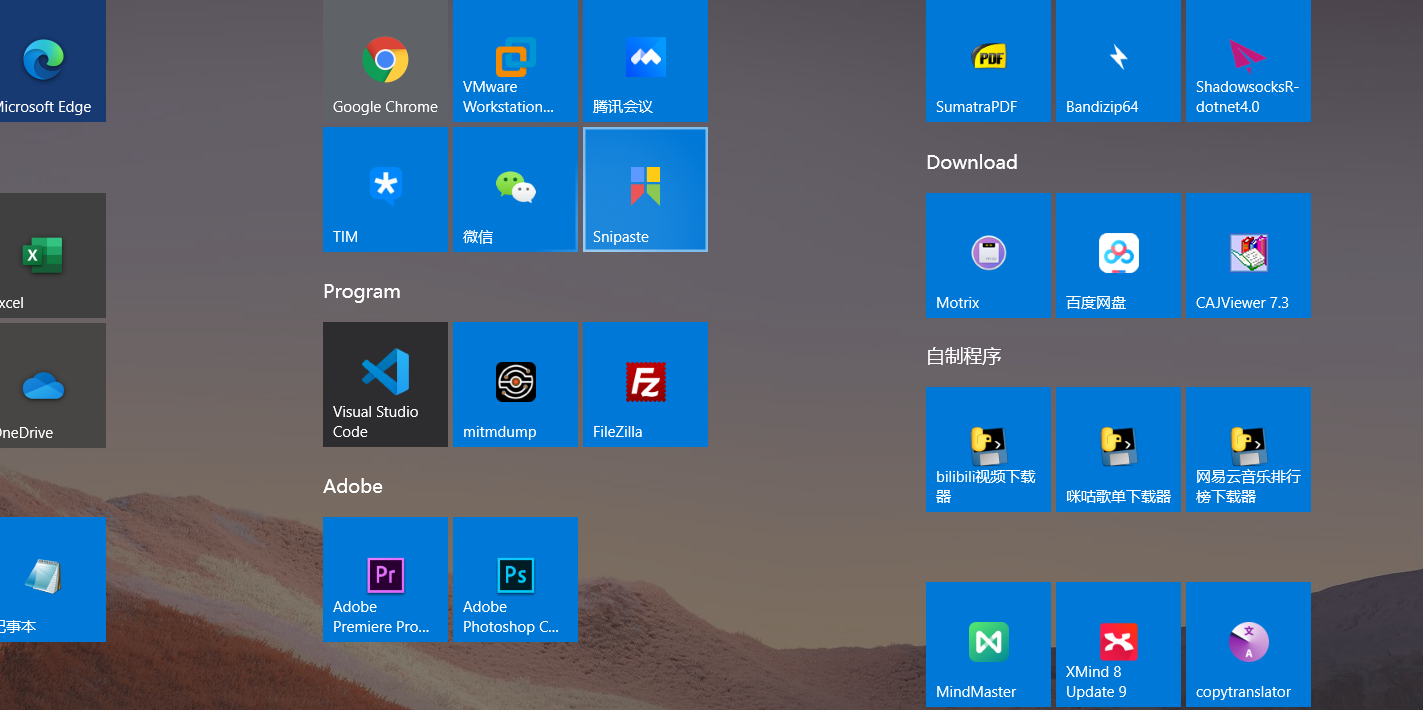 Microsoft Edge
Excel
OneDrive
记事本
Google Chrome
VMware
Workstation...
腾讯会议
TIM
微信
Snipaste
Program
Visual Studio
Code
mitmdump
Fz
FileZilla
Adobe
Pr
Adobe
Premiere Pro...
Ps
Adobe
Photoshop C...
PDF
SumatraPDF
Bandizip64
ShadowsocksR-
dotnet4.0
Download
Motrix
百度网盘
CAJViewer 7.3
自制程序
bilibili视频下载
器
咪咕歌单下载器
网易云音乐排行
榜下载器
MindMaster
XMind 8
Update 9
文
A
copytranslator